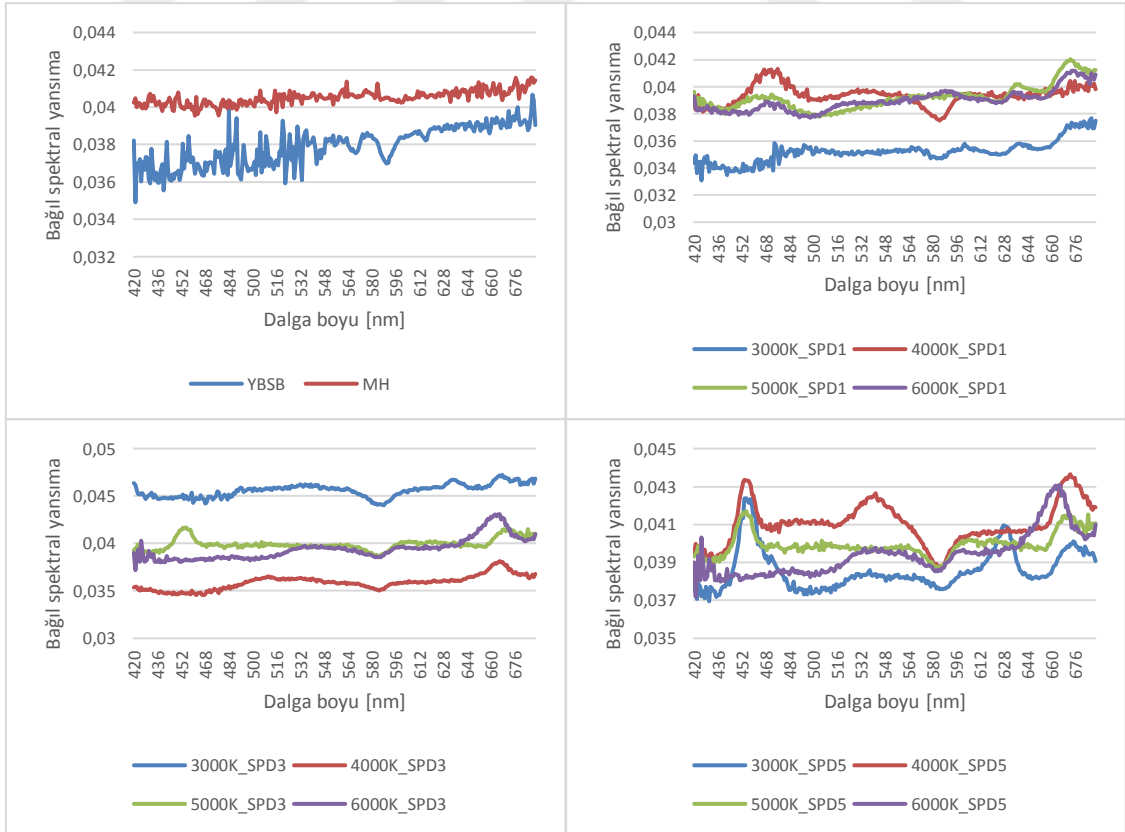 0,044
0,042
0,04
0,038
0,036
0,034
0,032
Bağıl spektral yansıma
420 436 452 468 484 500 516 532 548 564 580 596 612 628 644 660 676
Dalga boyu [nm]
YBSB MH
0,044
0,042
0,04
0,038
0,036
0,034
0,032
0,03
Bağıl spektral yansıma
420 436 452 468 484 500 516 532 548 564 580 596 612 628 644 660 676
Dalga boyu [nm]
3000K_SPD1 4000K_SPD1
5000K_SPD1 6000K_SPD1
0,05
0,045
0,04
0,035
0,03
Bağıl spektral yansıma
420 436 452 468 484 500 516 532 548 564 580 596 612 628 644 660 676
Dalga boyu [nm]
3000K_SPD3 4000K_SPD3
5000K_SPD3 6000K_SPD3
0,045
0,043
0,041
0,039
0,037
0,035
Bağıl spektral yansıma
420 436 452 468 484 500 516 532 548 564 580 596 612 628 644 660 676
Dalga boyu [nm]
3000K_SPD5 4000K_SPD5
5000K_SPD5 6000K_SPD5